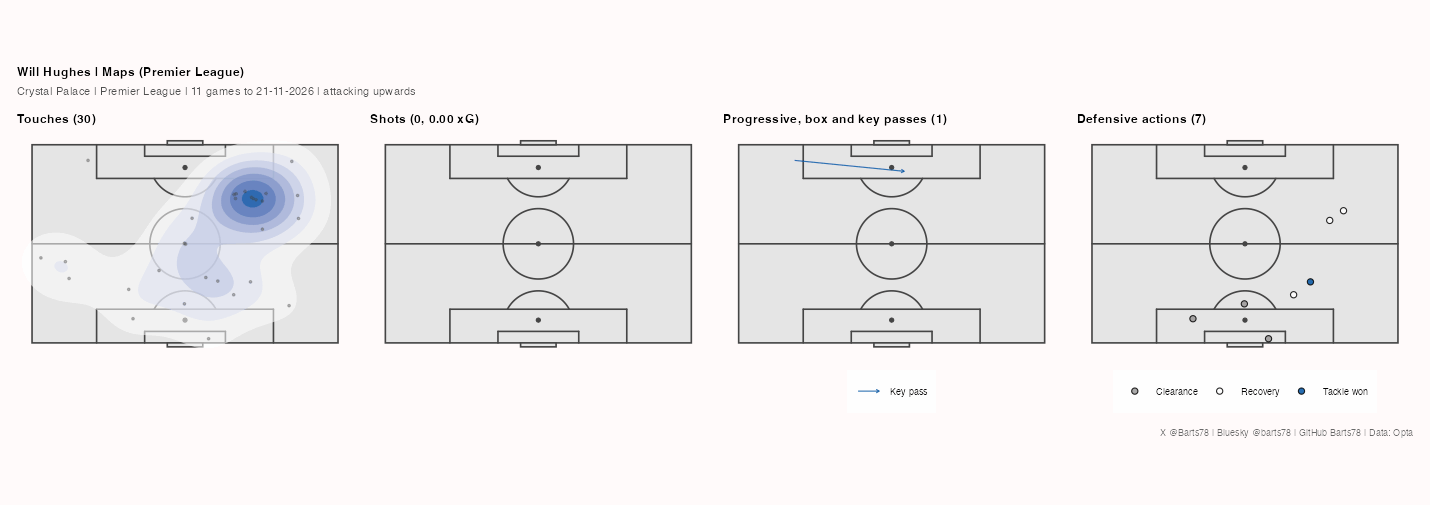 Will Hughes | Maps (Premier League)
Crystal Palace | Premier League | 11 games to 21-11-2026 | attacking upwards
Touches (30)
Shots (0, 0.00 xG)
Progressive, box and key passes (1)
Defensive actions (7)
Key pass
Clearance
Recovery
Tackle won
X @Barts78 | Bluesky @barts78 | GitHub Barts78 | Data: Opta